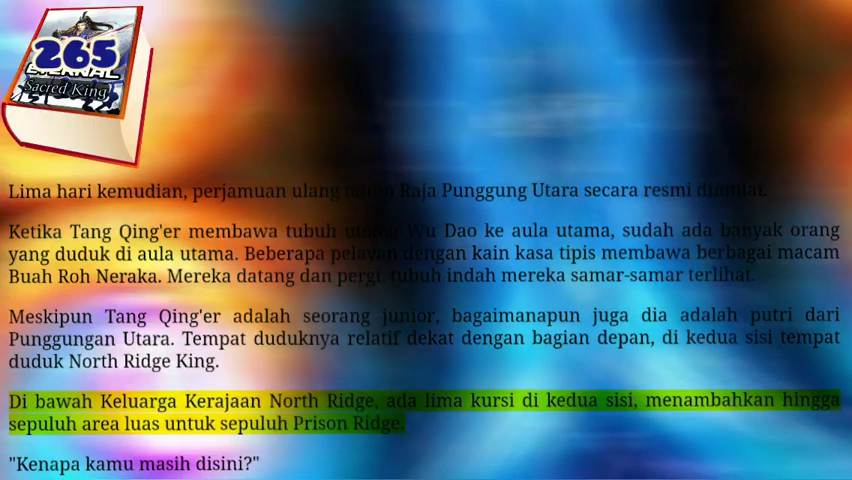 265
ETERNAL
Sacred King
Lima hari kemudian, perjamuan ulang tahun Raja Punggung Utara secara resmi dimulai.
Ketika Tang Qing'er membawa tubuh utama Wu Dao ke aula utama, sudah ada banyak orang
yang duduk di aula utama. Beberapa pelayan dengan kain kasa tipis membawa berbagai macam
Buah Roh Neraka. Mereka datang dan pergi, tubuh indah mereka samar-samar terlihat.
Meskipun Tang Qing'er adalah seorang junior, bagaimanapun juga dia adalah putri dari
Punggungan Utara. Tempat duduknya relatif dekat dengan bagian depan, di kedua sisi tempat
duduk North Ridge King.
Di bawah Keluarga Kerajaan North Ridge, ada lima kursi di kedua sisi, menambahkan hingga
sepuluh area luas untuk sepuluh Prison Ridge.
"Kenapa kamu masih disini?"